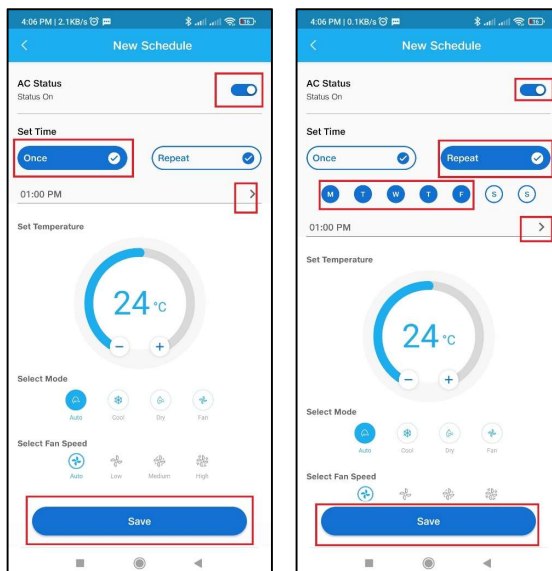 4:06 PM | 2.1KB/s
16
New Schedule
AC Status
Status On
Set Time
Once
Repeat
01:00 PM
Set Temperature
24 °C
Select Mode
Auto
Cool
Dry
Fan
Select Fan Speed
Auto
Low
Medium
High
Save
4:06 PM | 0.1KB/s
16
New Schedule
AC Status
Status On
Set Time
Once
Repeat
M T W T F S S
01:00 PM
Set Temperature
24 °C
Select Mode
Auto
Cool
Dry
Fan
Select Fan Speed
Save